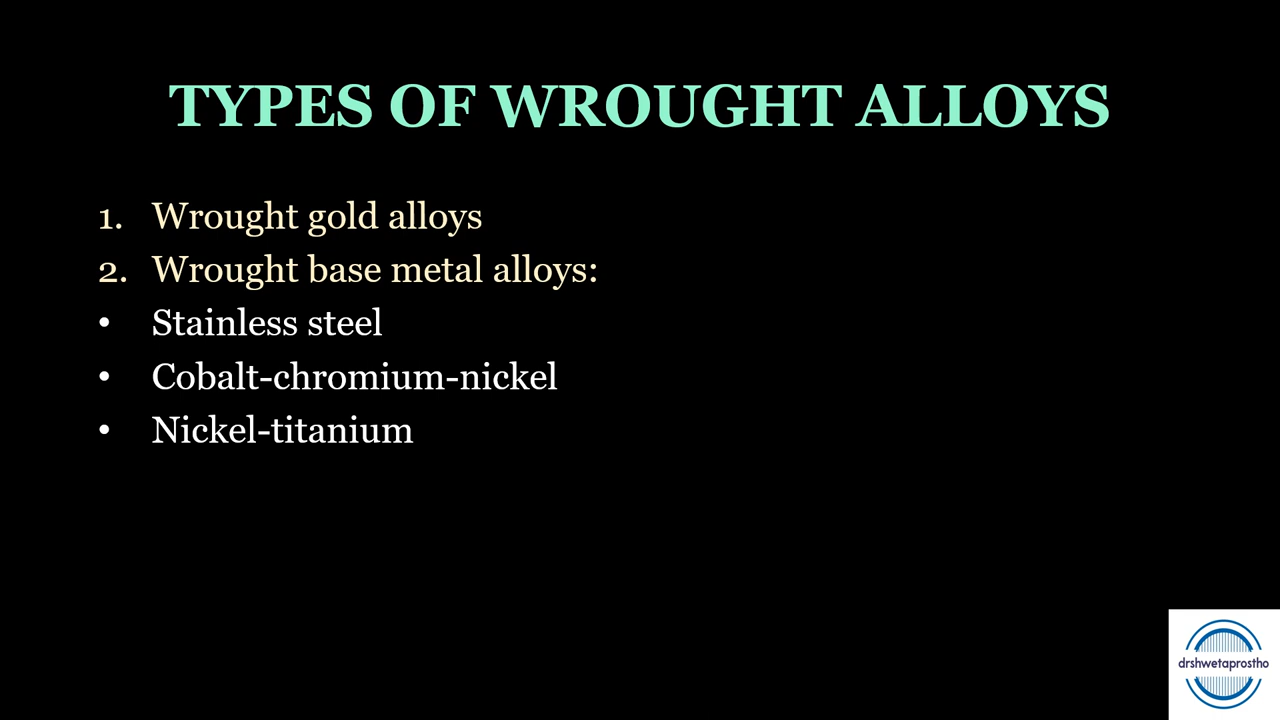 TYPES OF WROUGHT ALLOYS
1. Wrought gold alloys
2. Wrought base metal alloys:
• Stainless steel
• Cobalt-chromium-nickel
• Nickel-titanium
drshwetaprostho